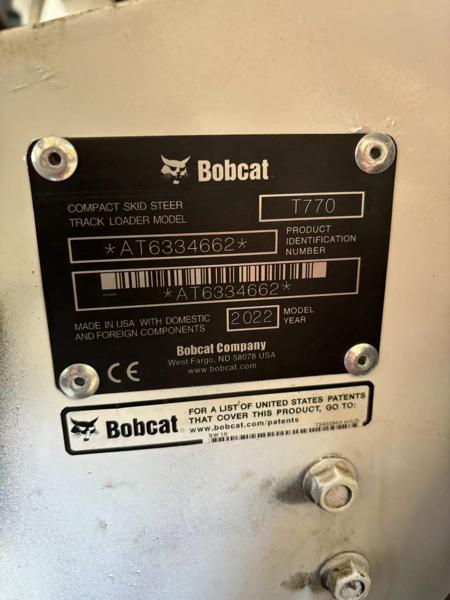 Bobcat
COMPACT SKID STEER
TRACK LOADER MODEL
T770
*AT6334662*
PRODUCT
IDENTIFICATION
NUMBER
*AT6334662*
MADE IN USA WITH DOMESTIC
AND FOREIGN COMPONENTS
2022
MODEL
YEAR
Bobcat Company
West Fargo, ND 58078 USA
www.bobcat.com
CE
Bobcat
FOR A LIST OF UNITED STATES PATENTS
THAT COVER THIS PRODUCT, GO TO:
www.bobcat.com/patents
SW 19